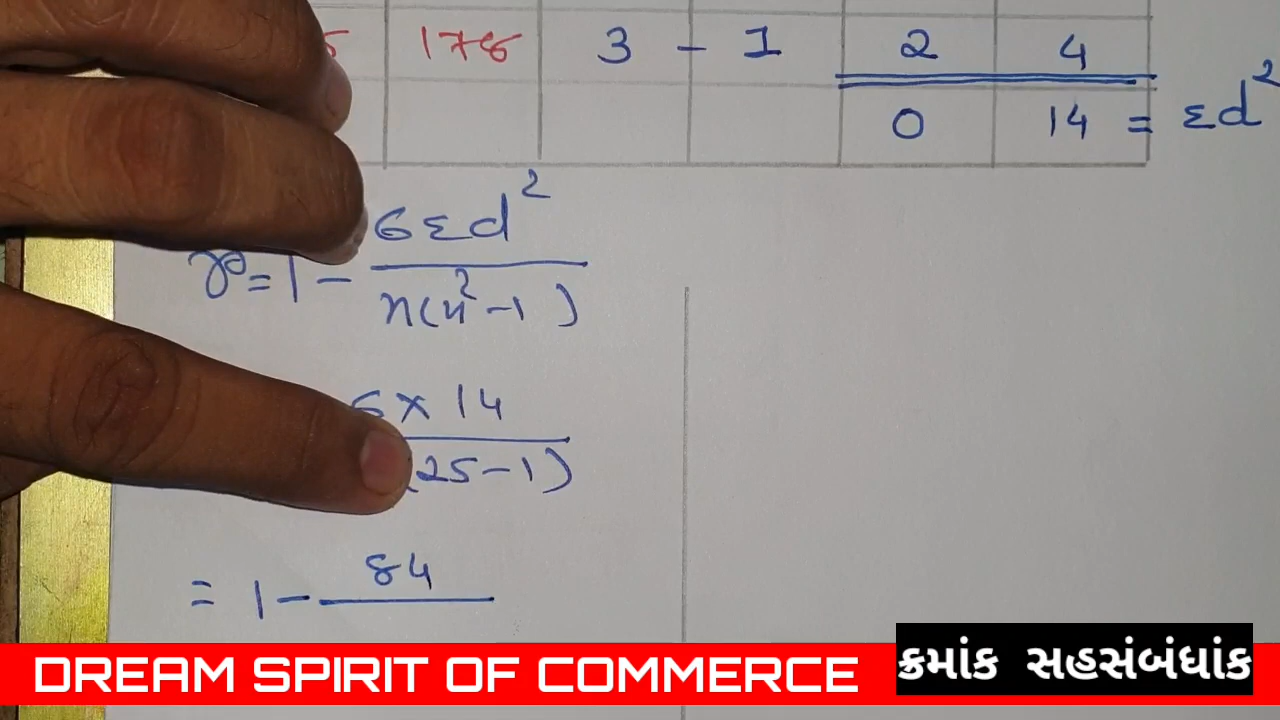 178 3 - 1 2 4
0 14 = Σd²
r = 1 - 6Σd²
n(n² - 1)
6 × 14
(25 - 1)
= 1 - 84
DREAM SPIRIT OF COMMERCE
ક્રમાંક સહસંબંધાંક